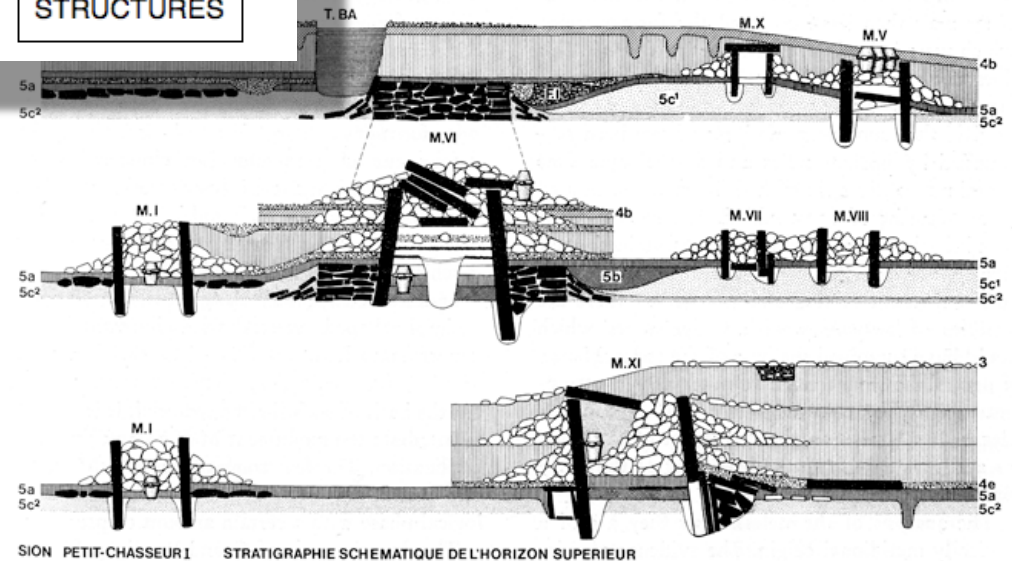 STRUCTURES
T. BA
M.X
M.V
5a
5c²
F.I
5c¹
4b
5a
5c²
M.VI
M.I
4b
M.VII
M.VIII
5a
5c²
5b
5a
5c¹
5c²
M.XI
3
M.I
5a
5c²
4e
5a
5c²
SION PETIT-CHASSEUR I STRATIGRAPHIE SCHEMATIQUE DE L'HORIZON SUPERIEUR